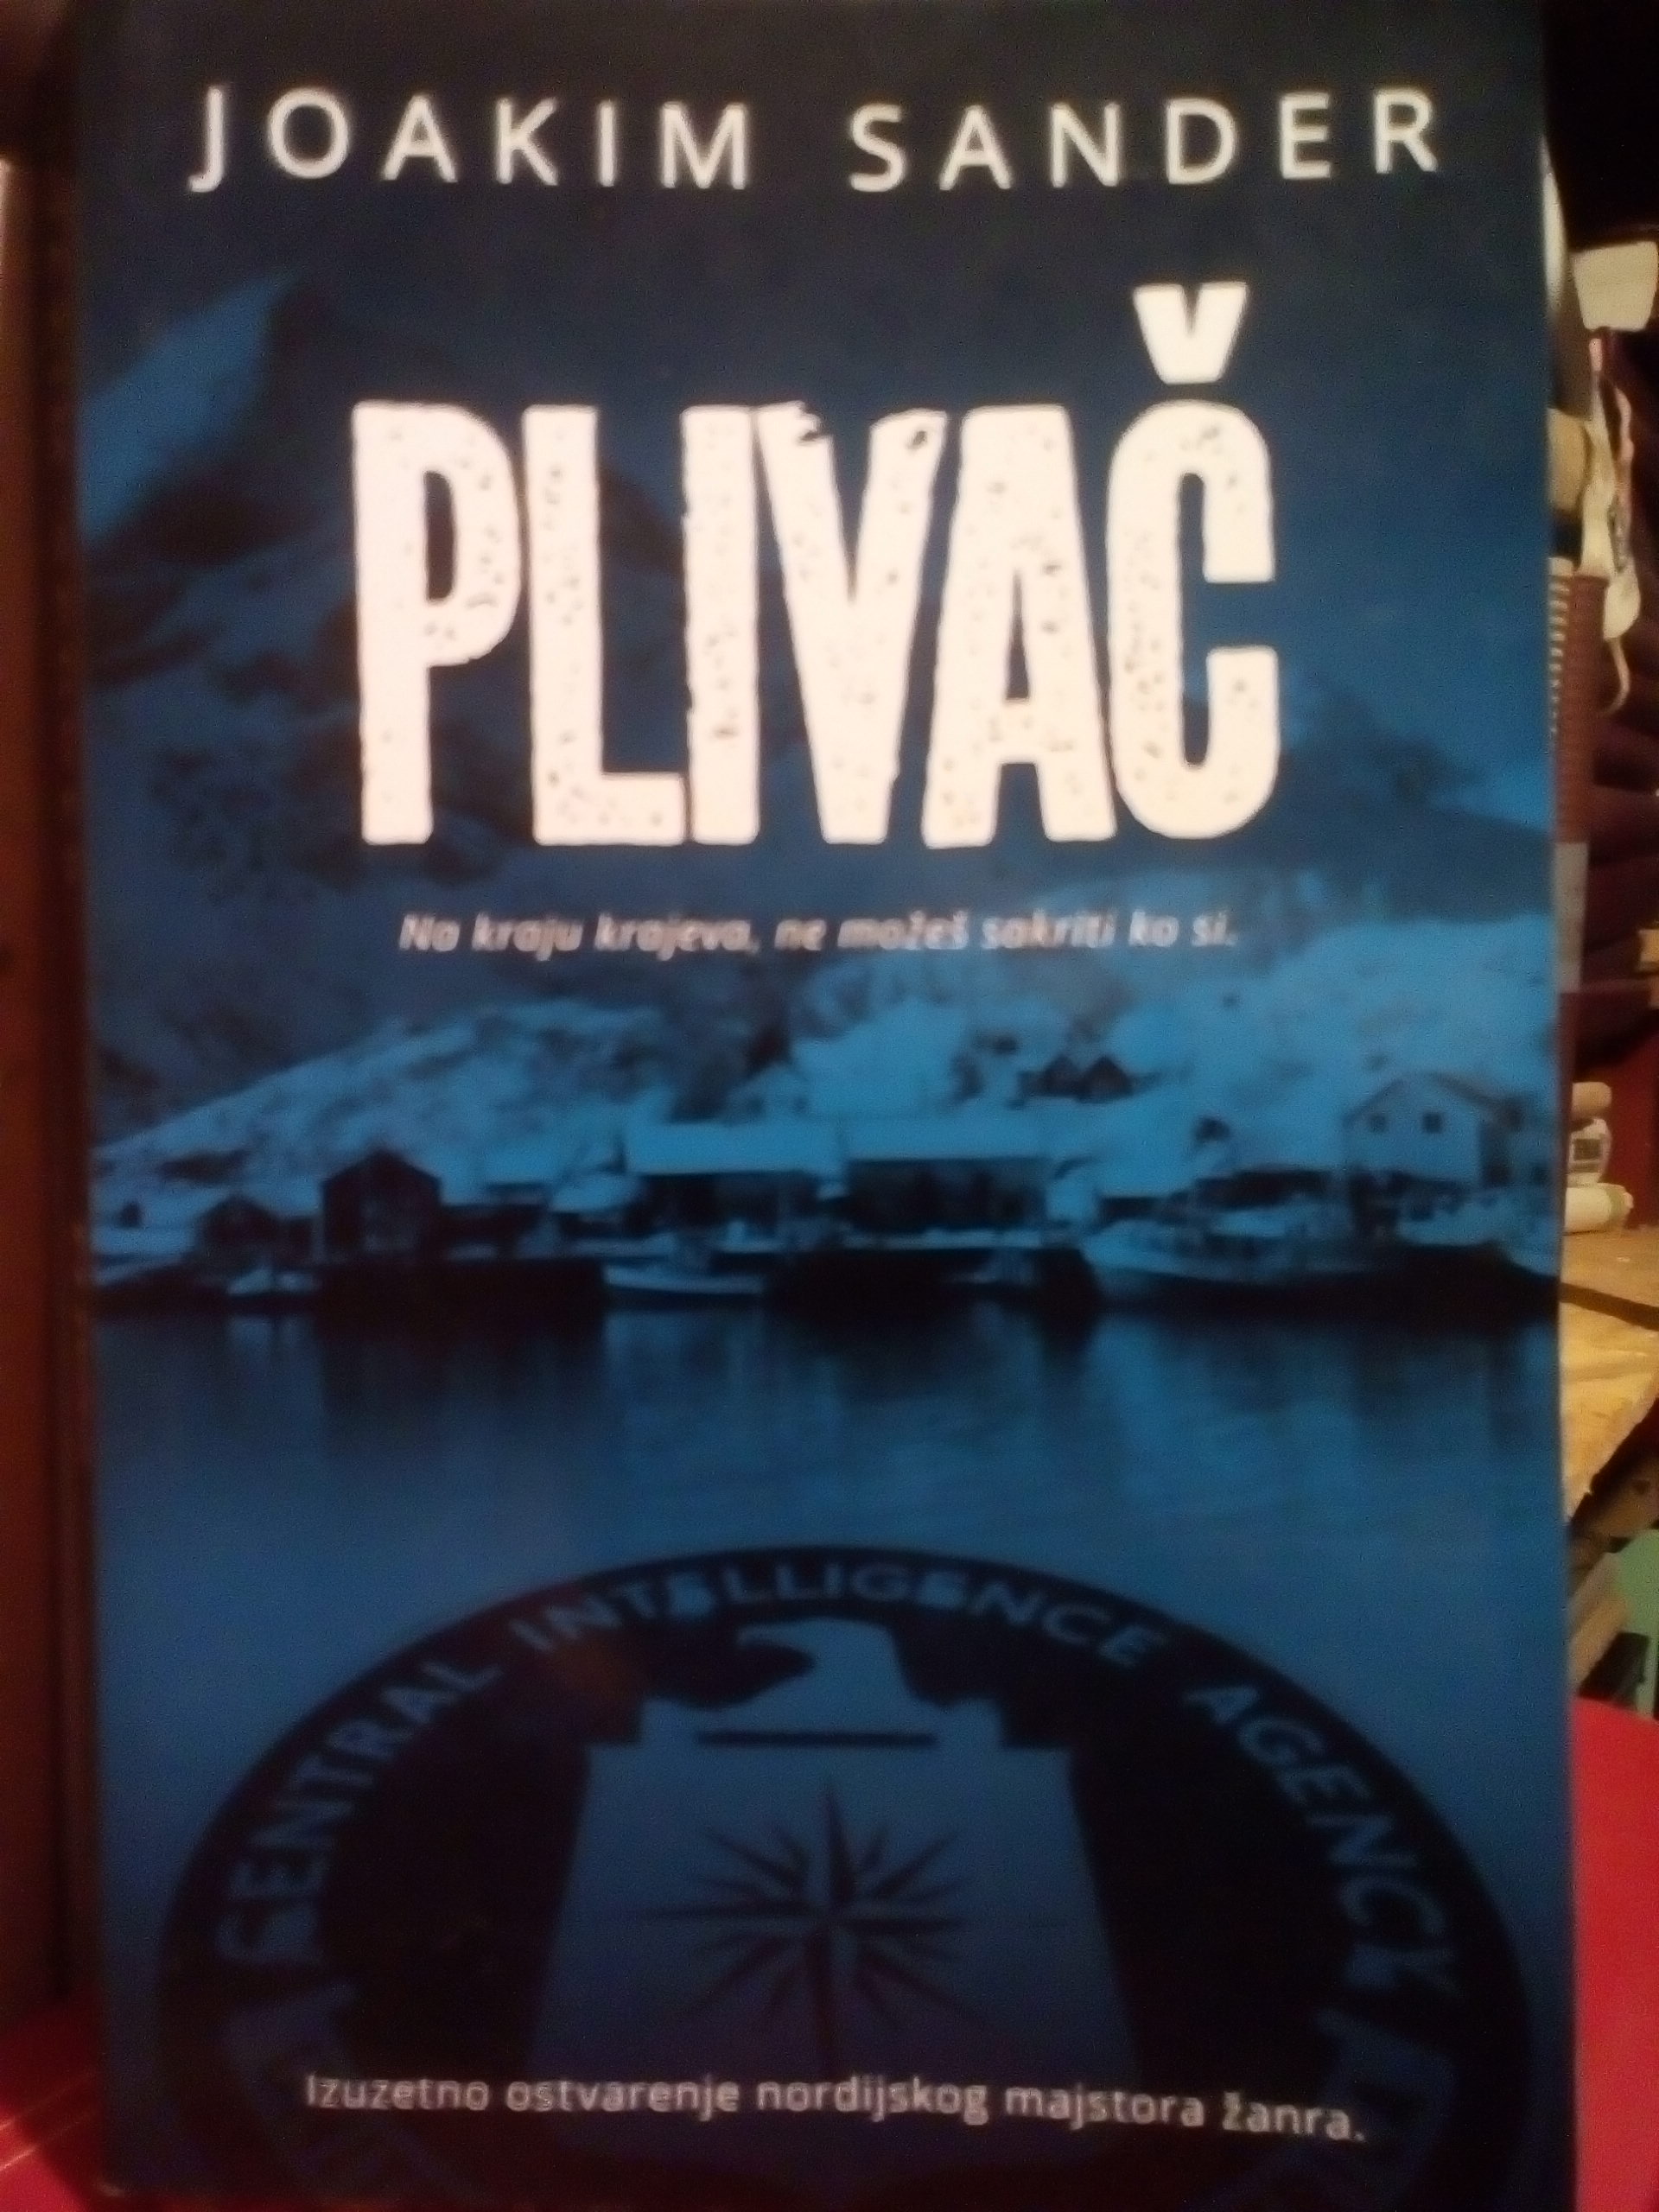 JOAKIM SANDER
PLIVAČ
Na kraju krajeva, ne možeš sakriti ko si.
CENTRAL INTELLIGENCE AGENCY
Izuzetno ostvarenje nordijskog majstora žanra.